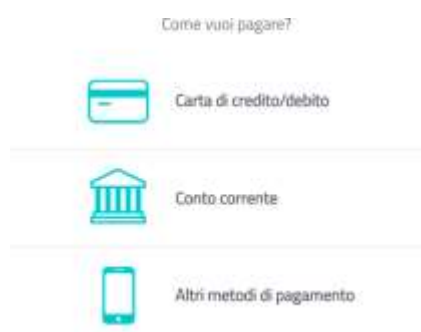 Come vuoi pagare?
Carta di credito/debito
Conto corrente
Altri metodi di pagamento